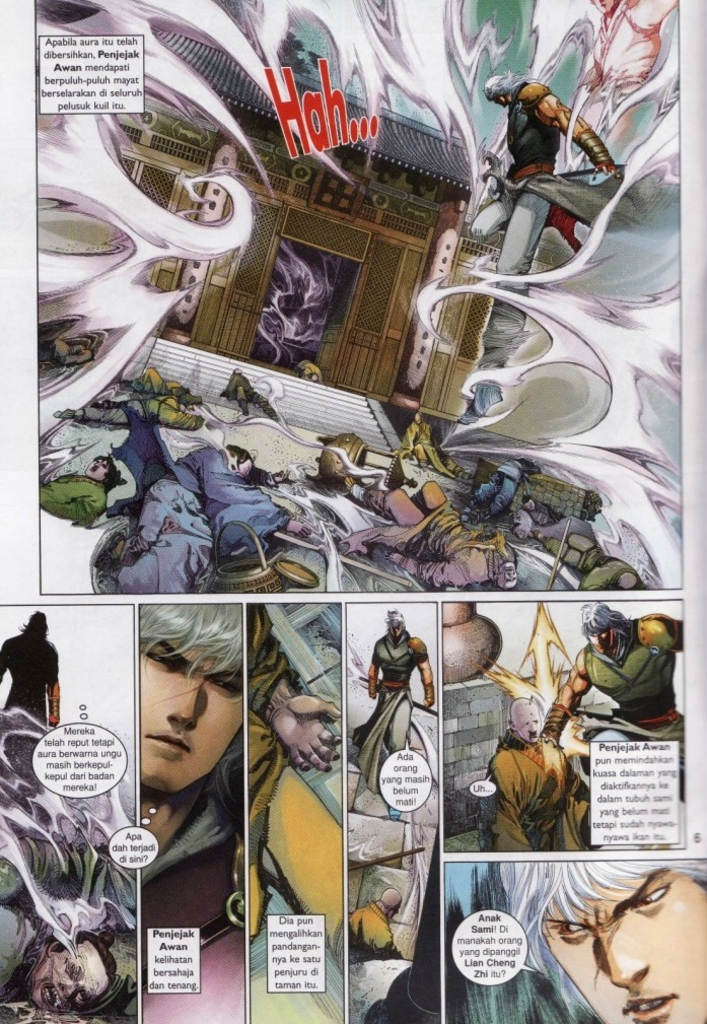 Apabila aura itu telah
dibersihkan, Penjejak
Awan mendapati
berpuluh-puluh mayat
berselarakan di seluruh
pelusuk kuil itu.
Hah...
Mereka
telah reput tetapi
aura berwarna ungu
masih berkepul-
kepul dari badan
mereka!
Apa
dah terjadi
di sini?
Penjejak
Awan
kelihatan
bersahaja
dan tenang.
Dia pun
mengalihkan
pandangan-
nya ke satu
penjuru di
taman itu.
Ada
orang
yang masih
belum
mati!
Uh...
Penjejak Awan
pun memindahkan
kuasa dalaman yang
diaktifkannya ke
dalam tubuh sami
yang belum mati
tetapi sudah nyawa-
nyawa ikan itu.
6
Anak
Sami! Di
manakah orang
yang dipanggil
Lian Cheng
Zhi itu?